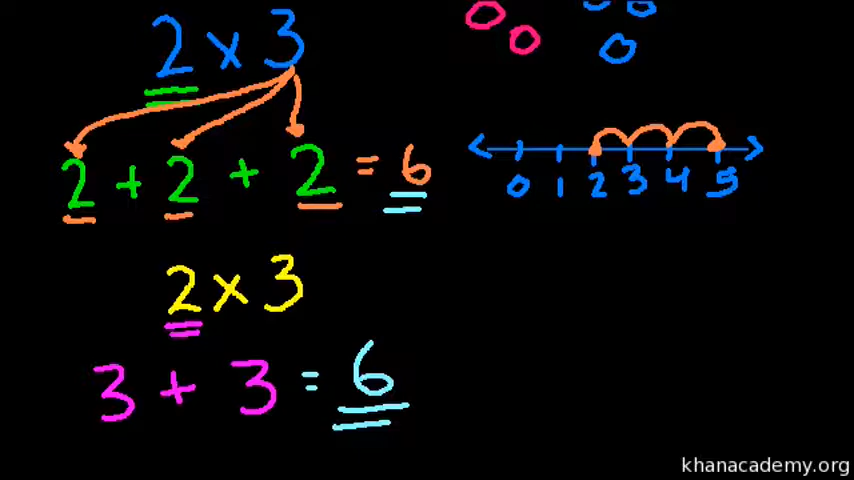 2 x 3
2 + 2 + 2 = 6
0 1 2 3 4 5
2 x 3
3 + 3 = 6
khanacademy.org